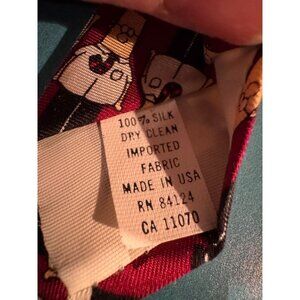 100% SILK
DRY CLEAN
IMPORTED
FABRIC
MADE IN USA
RN 84124
CA 11070